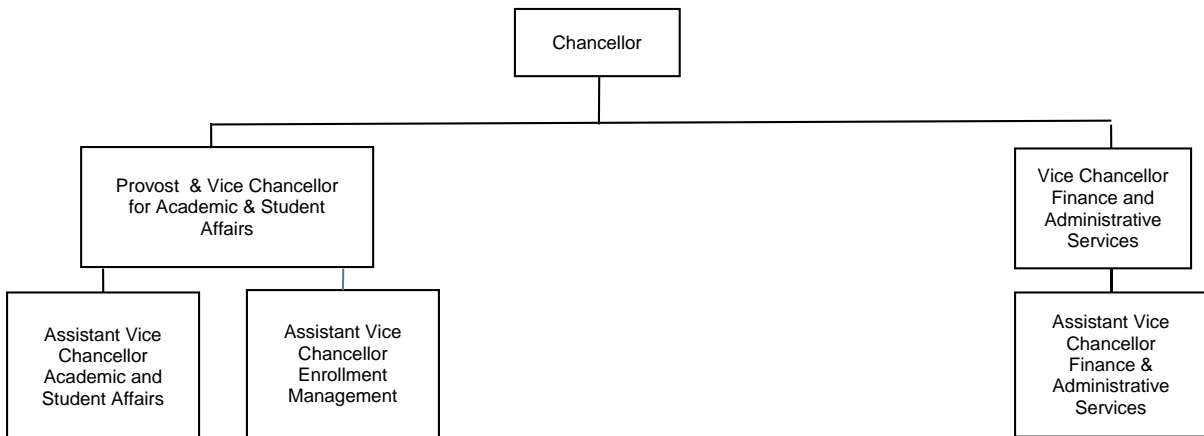 Chancellor
Provost & Vice Chancellor
for Academic & Student
Affairs
Vice Chancellor
Finance and
Administrative
Services
Assistant Vice
Chancellor
Academic and
Student Affairs
Assistant Vice
Chancellor
Enrollment
Management
Assistant Vice
Chancellor
Finance &
Administrative
Services